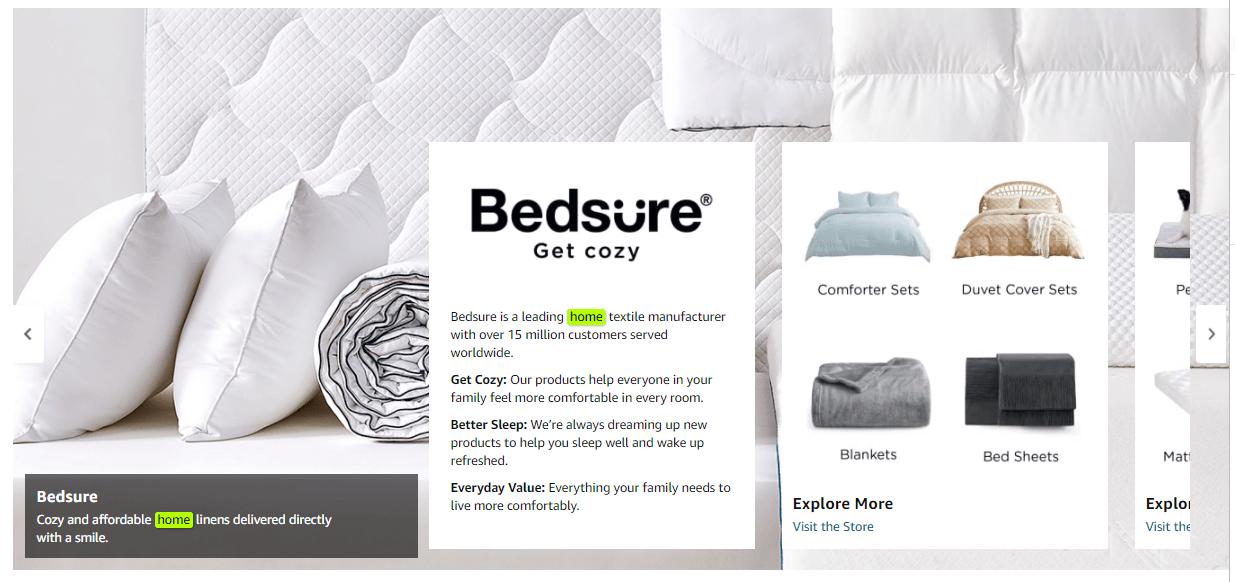 Bedsure®
Get cozy
Bedsure is a leading home textile manufacturer
with over 15 million customers served
worldwide.
Get Cozy: Our products help everyone in your
family feel more comfortable in every room.
Better Sleep: We’re always dreaming up new
products to help you sleep well and wake up
refreshed.
Everyday Value: Everything your family needs to
live more comfortably.
Bedsure
Cozy and affordable home linens delivered directly
with a smile.
Comforter Sets
Duvet Cover Sets
Blankets
Bed Sheets
Explore More
Visit the Store
Pe
Mat
Explo
Visit the